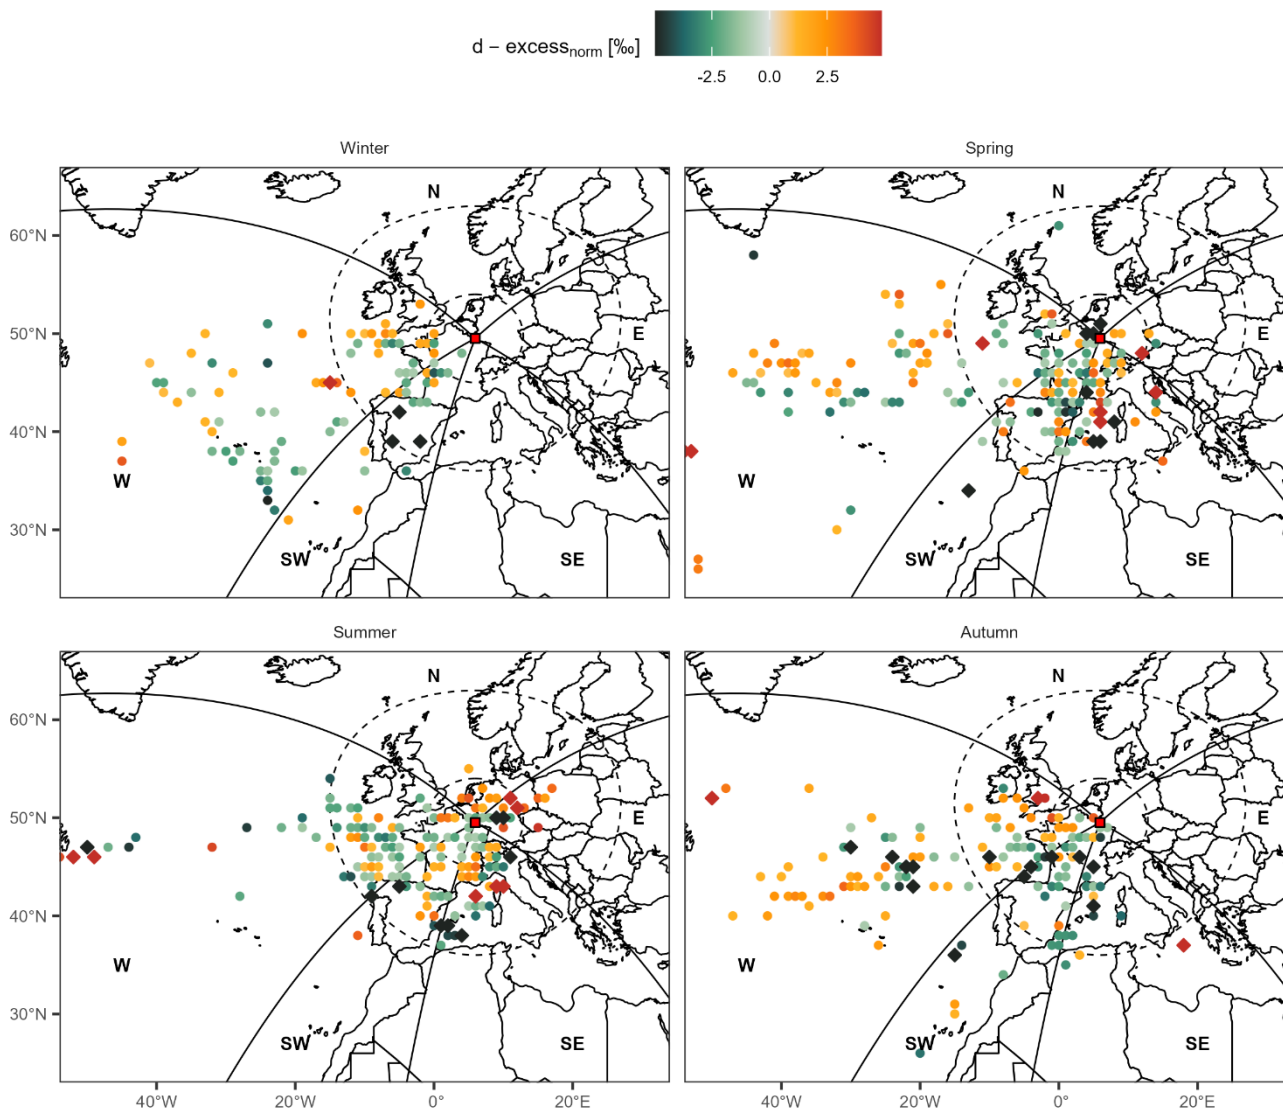 d − excessnorm [‰]
-2.5 0.0 2.5
Winter Spring
N N
60°N
50°N E E
40°N
W W
30°N SW SE SW SE
Summer Autumn
N N
60°N
50°N E E
40°N
W W
30°N SW SE SW SE
40°W 20°W 0° 20°E 40°W 20°W 0° 20°E